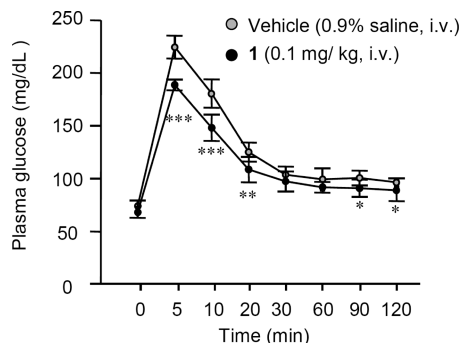 Vehicle (0.9% saline, i.v.)
1 (0.1 mg/ kg, i.v.)
Plasma glucose (mg/dL )
250
200
150
100
50
0
***
***
**
*
*
0 5 10 20 30 60 90 120
Time (min)